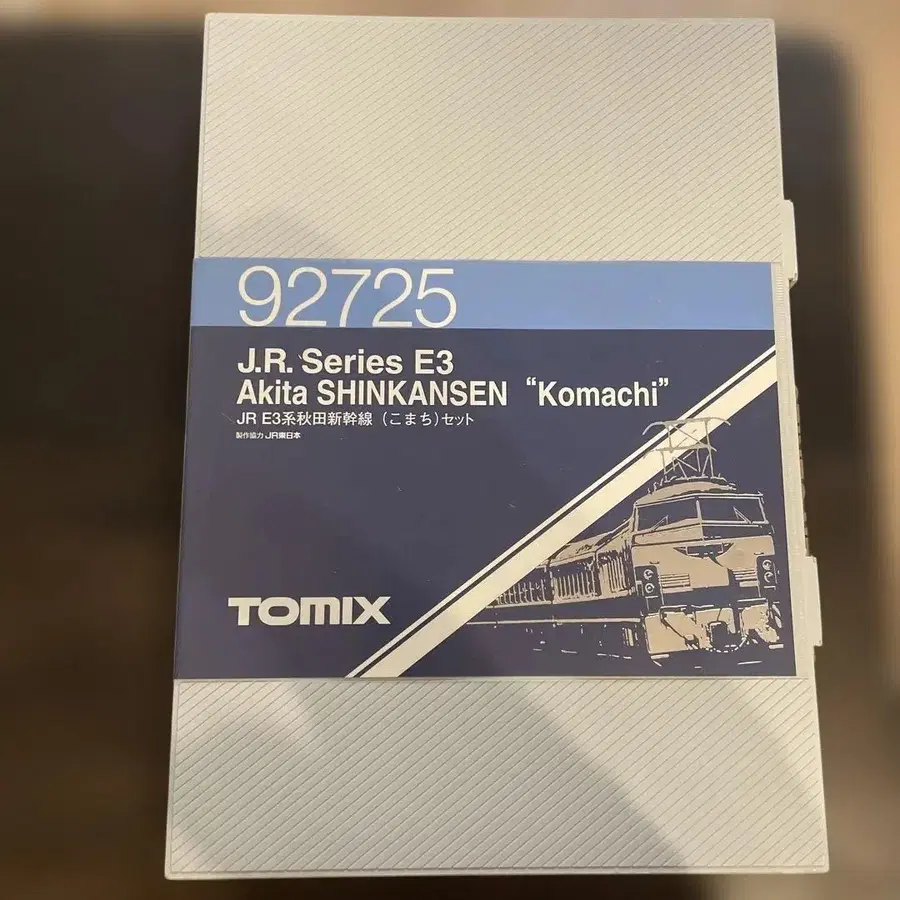 92725
J.R. Series E3
Akita SHINKANSEN “Komachi”
JR E3系秋田新幹線 (こまち)セット
製作協力 JR東日本
TOMIX